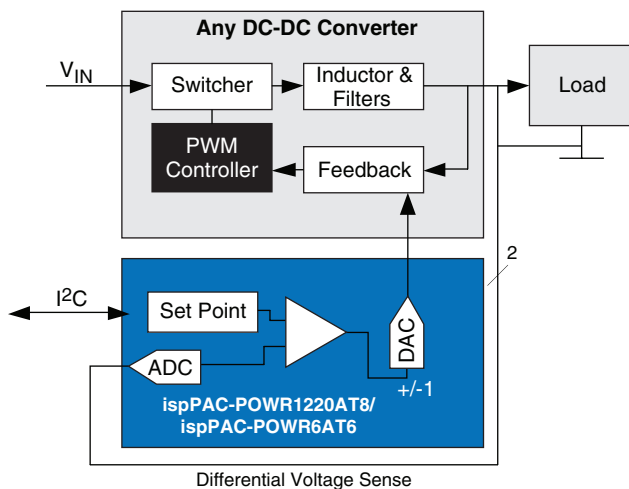 Any DC-DC Converter
VIN
Switcher
Inductor &
Filters
Load
PWM
Controller
Feedback
2
I²C
Set Point
ADC
DAC
+/-1
ispPAC-POWR1220AT8/
ispPAC-POWR6AT6
Differential Voltage Sense